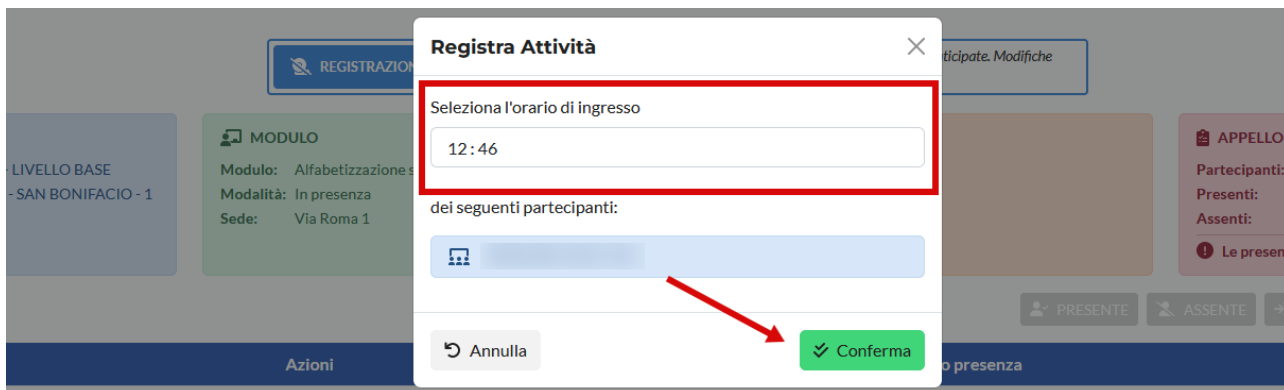 Registra Attività
REGISTRAZION
ticipate. Modifiche
Seleziona l'orario di ingresso
12:46
MODULO
APPELLO
LIVELLO BASE
Modulo: Alfabetizzazione s
Partecipanti:
- SAN BONIFACIO - 1
Modalità: In presenza
Presenti:
dei seguenti partecipanti:
Sede: Via Roma 1
Assenti:
Le presen
PRESENTE
ASSENTE
Annulla
Conferma
Azioni
o presenza